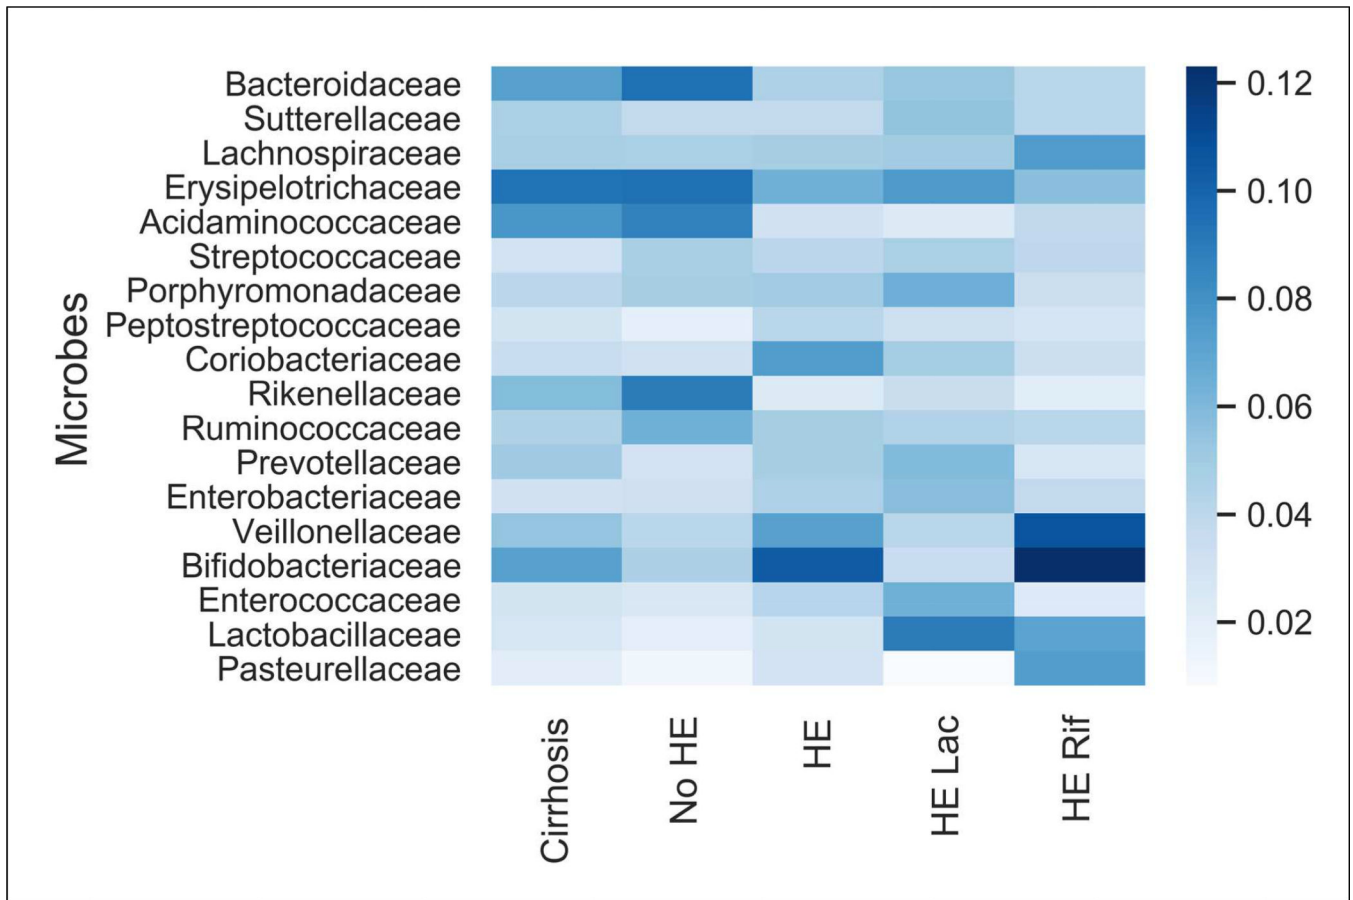 Microbes
Bacteroidaceae
Sutterellaceae
Lachnospiraceae
Erysipelotrichaceae
Acidaminococcaceae
Streptococcaceae
Porphyromonadaceae
Peptostreptococcaceae
Coriobacteriaceae
Rikenellaceae
Ruminococcaceae
Prevotellaceae
Enterobacteriaceae
Veillonellaceae
Bifidobacteriaceae
Enterococcaceae
Lactobacillaceae
Pasteurellaceae
Cirrhosis
No HE
HE
HE Lac
HE Rif
0.12
0.10
0.08
0.06
0.04
0.02